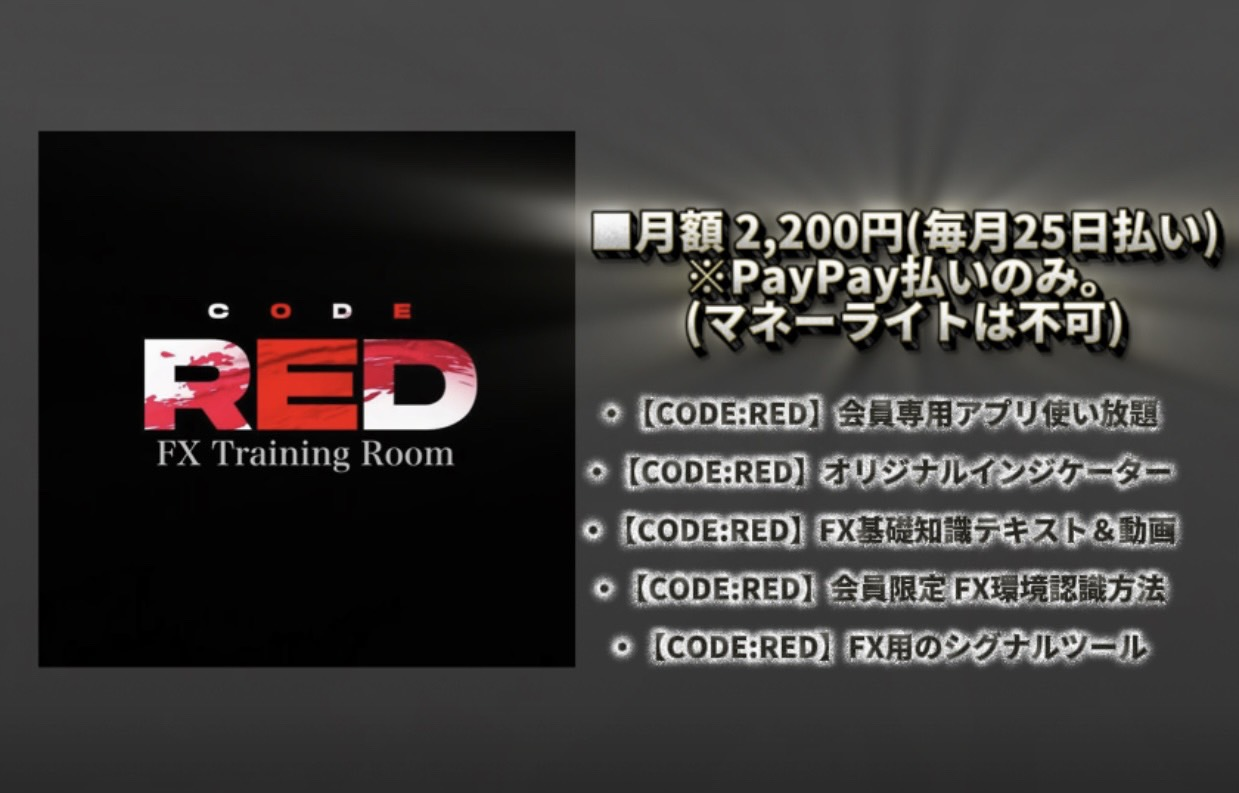 CODE
RED
FX Training Room
■月額 2,200円(毎月25日払い)
※PayPay払いのみ。
(マネーライトは不可)
・【CODE:RED】会員専用アプリ使い放題
・【CODE:RED】オリジナルインジケーター
・【CODE:RED】FX基礎知識テキスト＆動画
・【CODE:RED】会員限定 FX環境認識方法
・【CODE:RED】FX用のシグナルツール